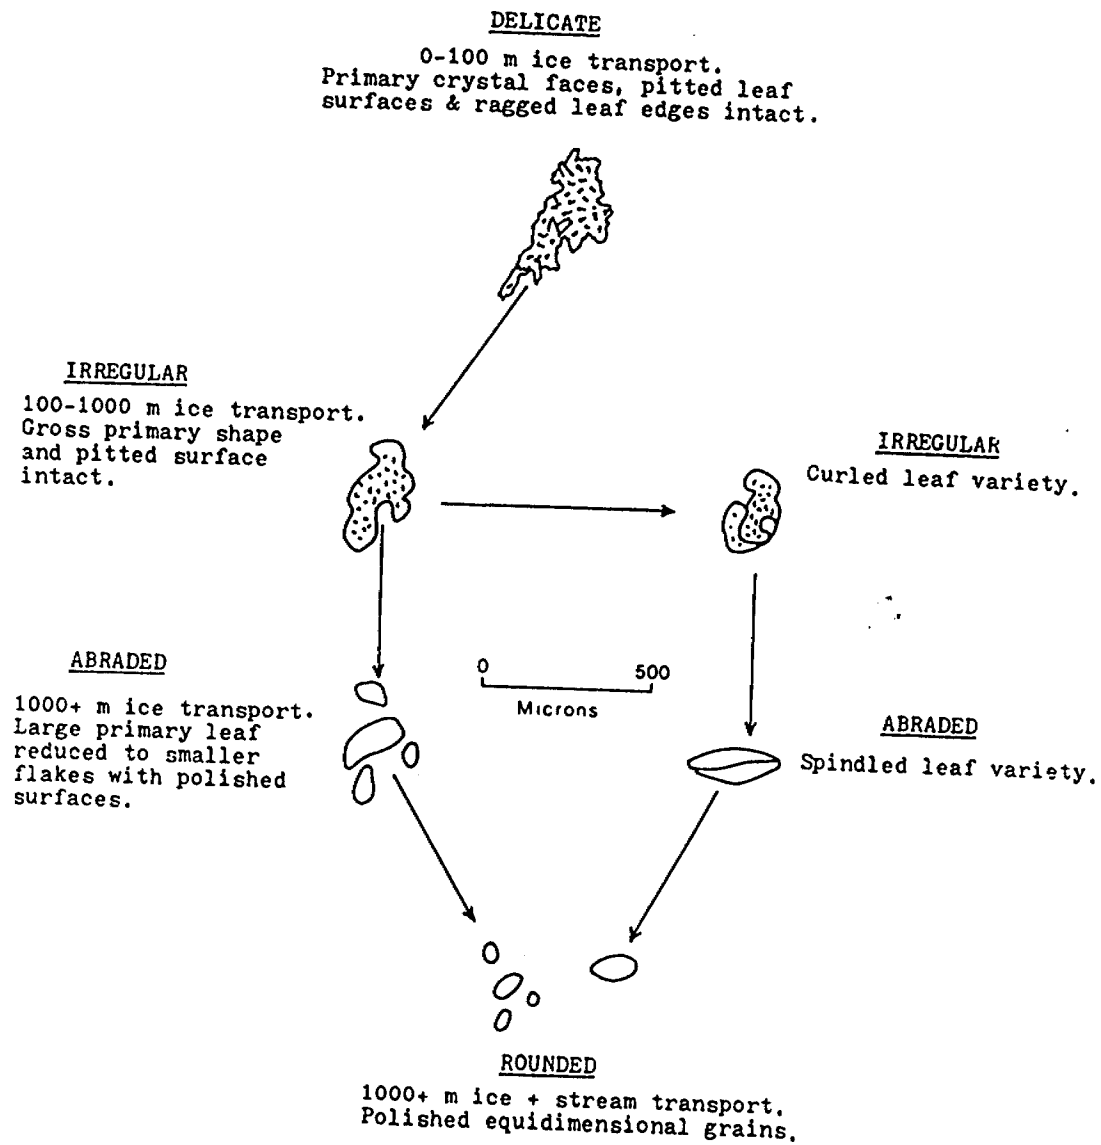 DELICATE
0-100 m ice transport.
Primary crystal faces, pitted leaf
surfaces & ragged leaf edges intact.
IRREGULAR
100-1000 m ice transport.
Gross primary shape
and pitted surface
intact.
IRREGULAR
Curled leaf variety.
ABRADED
1000+ m ice transport.
Large primary leaf
reduced to smaller
flakes with polished
surfaces.
0 500
Microns
ABRADED
Spindled leaf variety.
ROUNDED
1000+ m ice + stream transport.
Polished equidimensional grains.